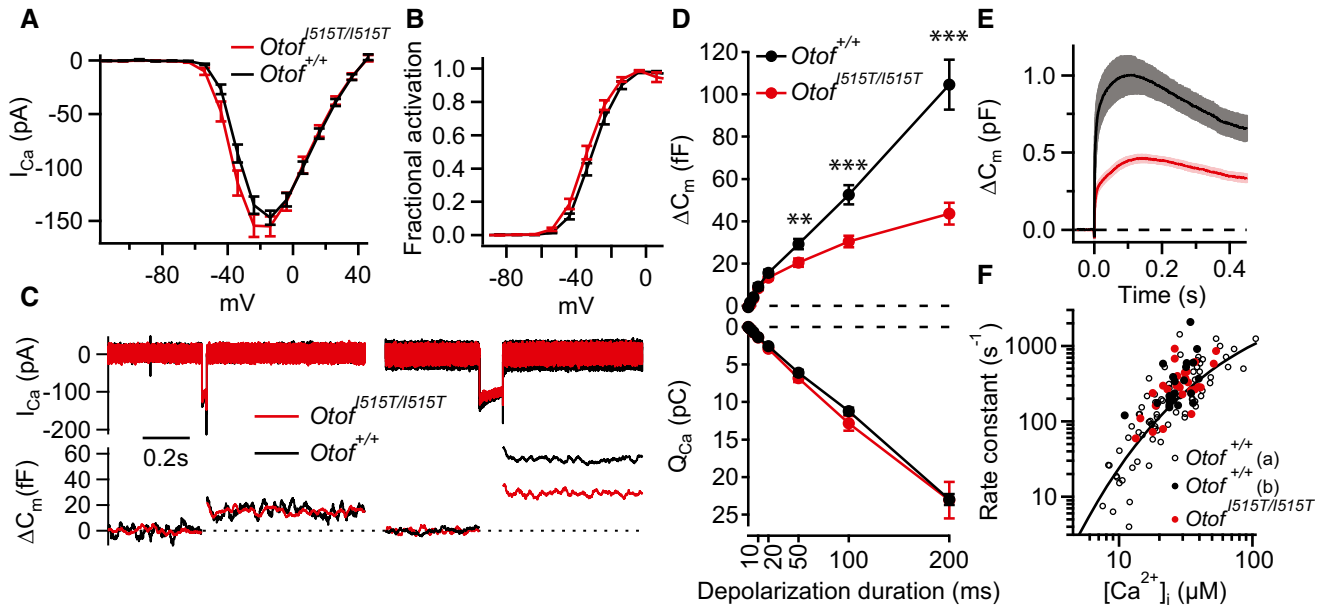 A
Otof^I515T/I515T
Otof^+/+
0
-50
-100
-150
I_Ca (pA)
-80
-40
0
mV
B
1.0
0.8
0.6
0.4
0.2
0.0
Fractional activation
-80
-40
0
mV
C
0
-100
-200
I_Ca (pA)
Otof^I515T/I515T
Otof^+/+
0.2s
60
40
20
0
ΔC_m (fF)
D
Otof^+/+
Otof^I515T/I515T
***
***
**
120
100
80
60
40
20
0
ΔC_m (fF)
0
5
10
15
20
25
Q_Ca (pC)
10
20
50
100
200
Depolarization duration (ms)
E
1.0
0.5
0.0
ΔC_m (pF)
0.0
0.2
0.4
Time (s)
F
1000
100
10
Rate constant (s^-1)
Otof^+/+ (a)
Otof^+/+ (b)
Otof^I515T/I515T
10
100
[Ca^2+]_i (µM)